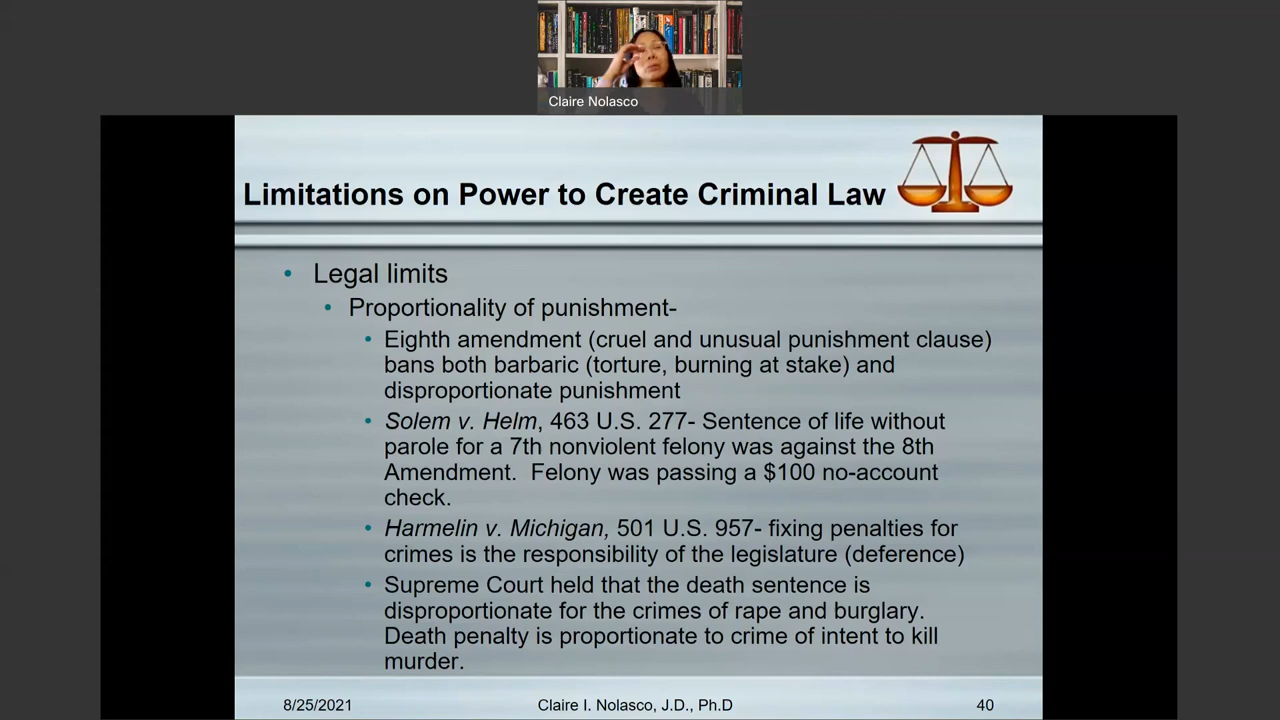 Claire Nolasco
Limitations on Power to Create Criminal Law
• Legal limits
• Proportionality of punishment-
• Eighth amendment (cruel and unusual punishment clause)
bans both barbaric (torture, burning at stake) and
disproportionate punishment
• Solem v. Helm, 463 U.S. 277- Sentence of life without
parole for a 7th nonviolent felony was against the 8th
Amendment.  Felony was passing a $100 no-account
check.
• Harmelin v. Michigan, 501 U.S. 957- fixing penalties for
crimes is the responsibility of the legislature (deference)
• Supreme Court held that the death sentence is
disproportionate for the crimes of rape and burglary.
Death penalty is proportionate to crime of intent to kill
murder.
8/25/2021 Claire I. Nolasco, J.D., Ph.D 40